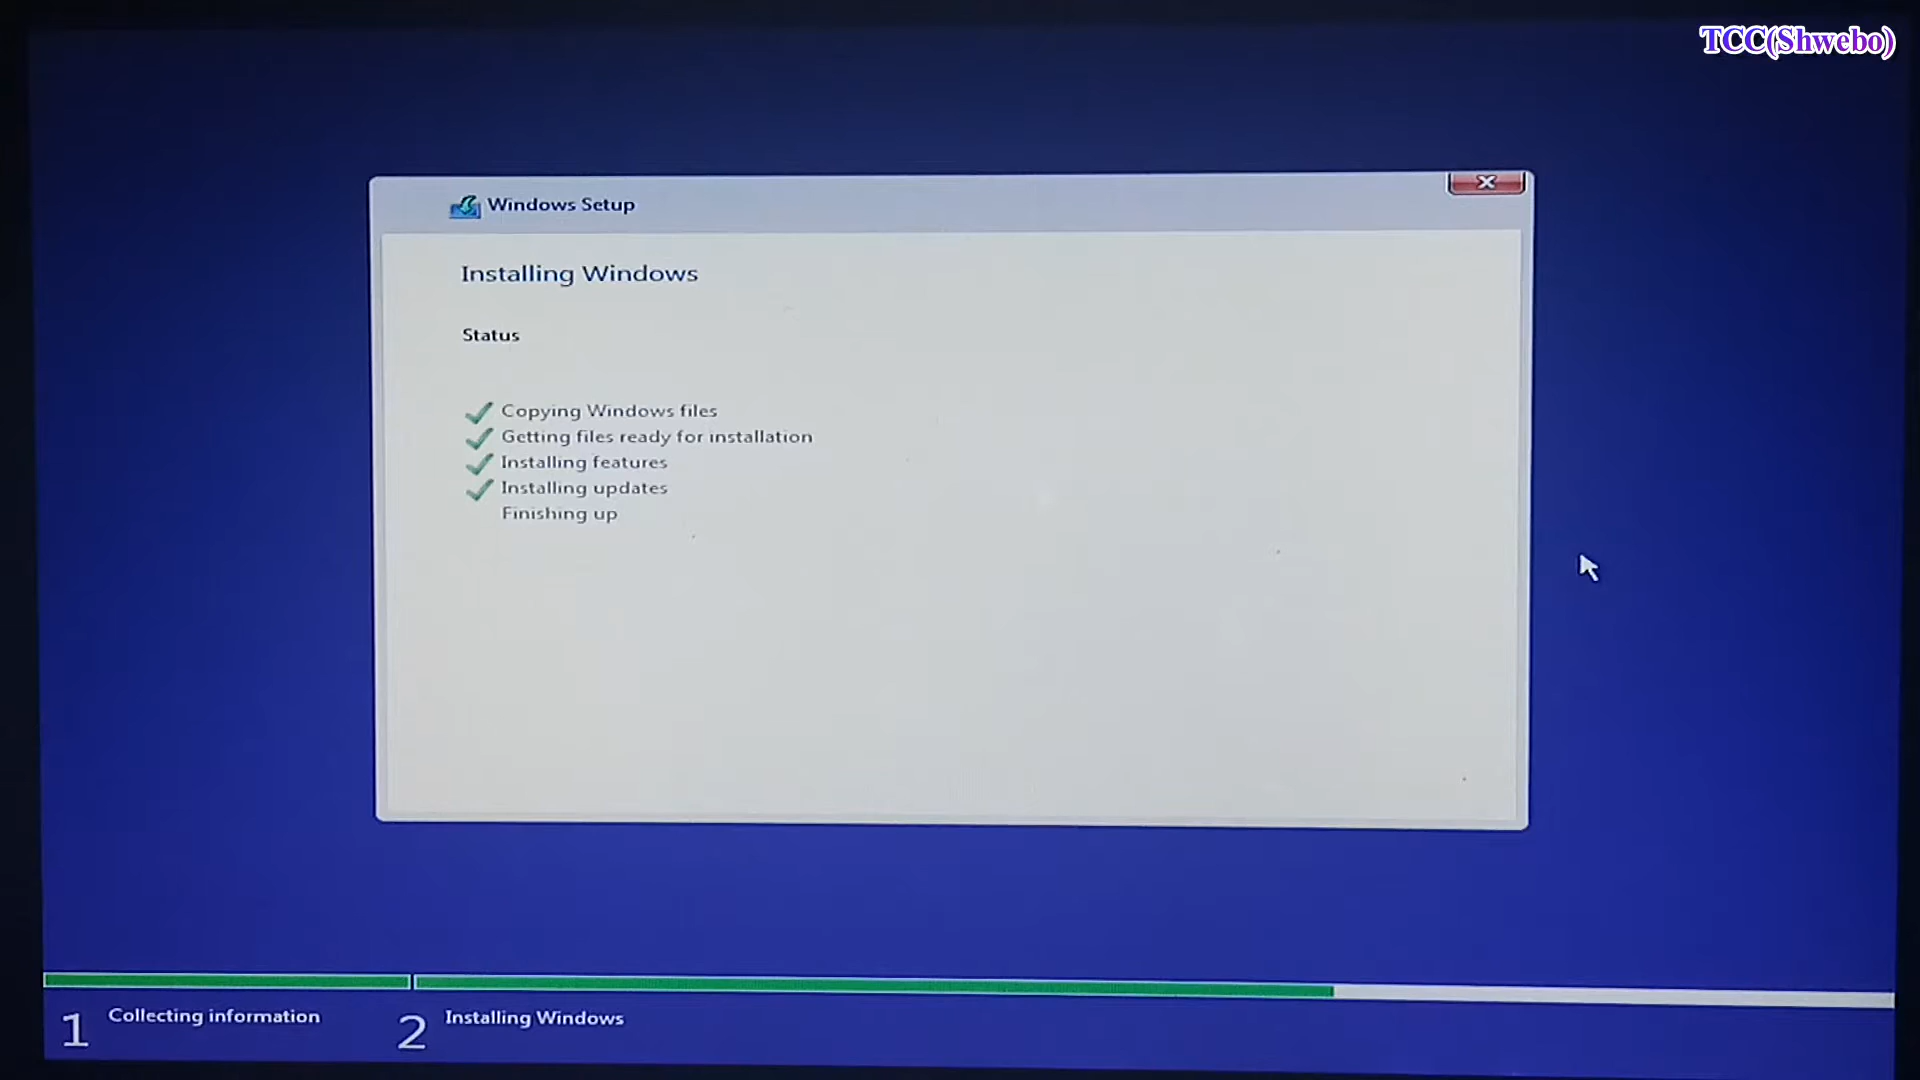 TCC(Shwebo)
Windows Setup
Installing Windows
Status
Copying Windows files
Getting files ready for installation
Installing features
Installing updates
Finishing up
1 Collecting information
2 Installing Windows